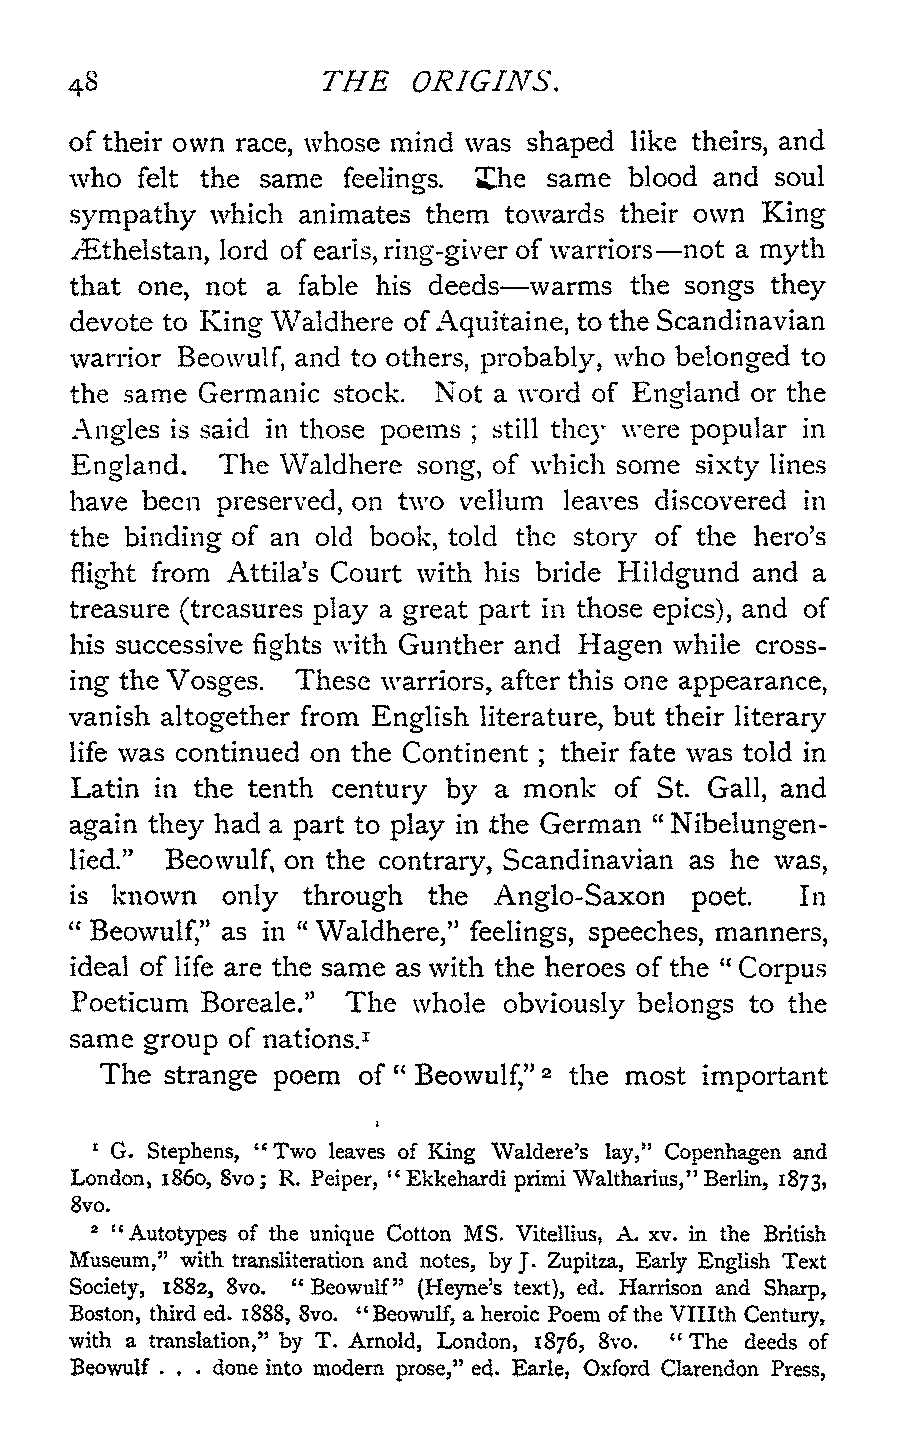 48 THE ORIGINS.
of their own race, whose mind was shaped like theirs, and
who felt the same feelings. The same blood and soul
sympathy which animates them towards their own King
Æthelstan, lord of earls, ring-giver of warriors—not a myth
that one, not a fable his deeds—warms the songs they
devote to King Waldhere of Aquitaine, to the Scandinavian
warrior Beowulf, and to others, probably, who belonged to
the same Germanic stock. Not a word of England or the
Angles is said in those poems ; still they were popular in
England. The Waldhere song, of which some sixty lines
have been preserved, on two vellum leaves discovered in
the binding of an old book, told the story of the hero's
flight from Attila's Court with his bride Hildgund and a
treasure (treasures play a great part in those epics), and of
his successive fights with Gunther and Hagen while cross-
ing the Vosges. These warriors, after this one appearance,
vanish altogether from English literature, but their literary
life was continued on the Continent ; their fate was told in
Latin in the tenth century by a monk of St. Gall, and
again they had a part to play in the German “ Nibelungen-
lied.” Beowulf, on the contrary, Scandinavian as he was,
is known only through the Anglo-Saxon poet. In
“ Beowulf,” as in “ Waldhere,” feelings, speeches, manners,
ideal of life are the same as with the heroes of the “ Corpus
Poeticum Boreale.” The whole obviously belongs to the
same group of nations.¹
The strange poem of “ Beowulf,” ² the most important
¹ G. Stephens, “ Two leaves of King Waldere's lay,” Copenhagen and
London, 1860, 8vo ; R. Peiper, “ Ekkehardi primi Waltharius,” Berlin, 1873,
8vo.
² “ Autotypes of the unique Cotton MS. Vitellius, A. xv. in the British
Museum,” with transliteration and notes, by J. Zupitza, Early English Text
Society, 1882, 8vo. “ Beowulf” (Heyne's text), ed. Harrison and Sharp,
Boston, third ed. 1888, 8vo. “Beowulf, a heroic Poem of the VIIIth Century,
with a translation,” by T. Arnold, London, 1876, 8vo. “ The deeds of
Beowulf . . . done into modern prose,” ed. Earle, Oxford Clarendon Press,